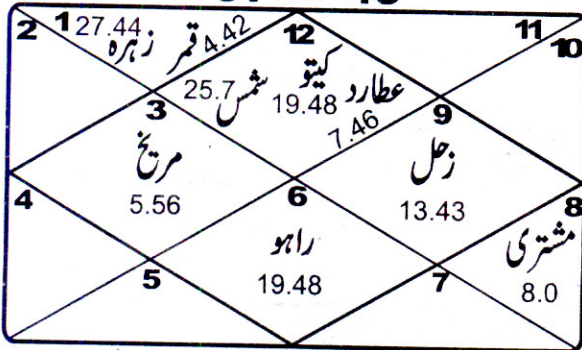 2 1 27.44 زہرہ قمر 4.42 12 11 10
3 25.7 شمس 19.48 کیتو عطارد 7.46 9
4 مریخ 5.56 6 زحل 13.43 8
5 راہو 19.48 7 مشتری 8.0